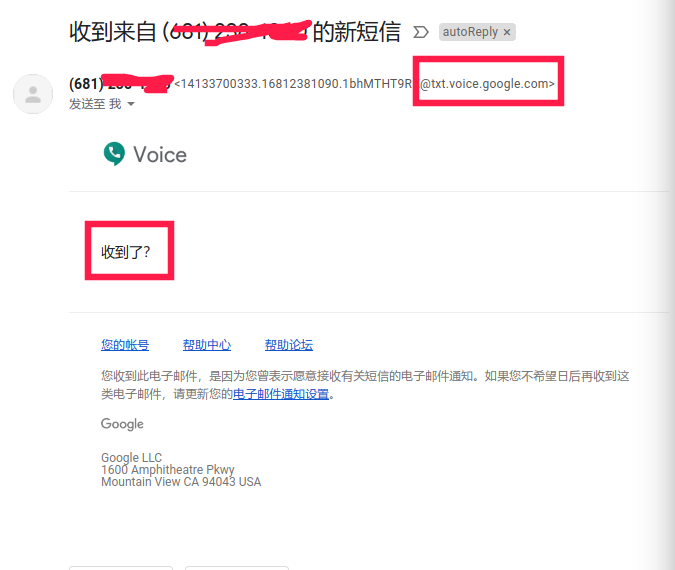 收到来自 (681) 的新短信
autoReply ×
(681) <14133700333.16812381090.1bhMTHT9R @txt.voice.google.com>
发送至 我
Voice
收到了?
您的帐号 帮助中心 帮助论坛
您收到此电子邮件，是因为您曾表示愿意接收有关短信的电子邮件通知。如果您不希望日后再收到这
类电子邮件，请更新您的电子邮件通知设置。
Google
Google LLC
1600 Amphitheatre Pkwy
Mountain View CA 94043 USA